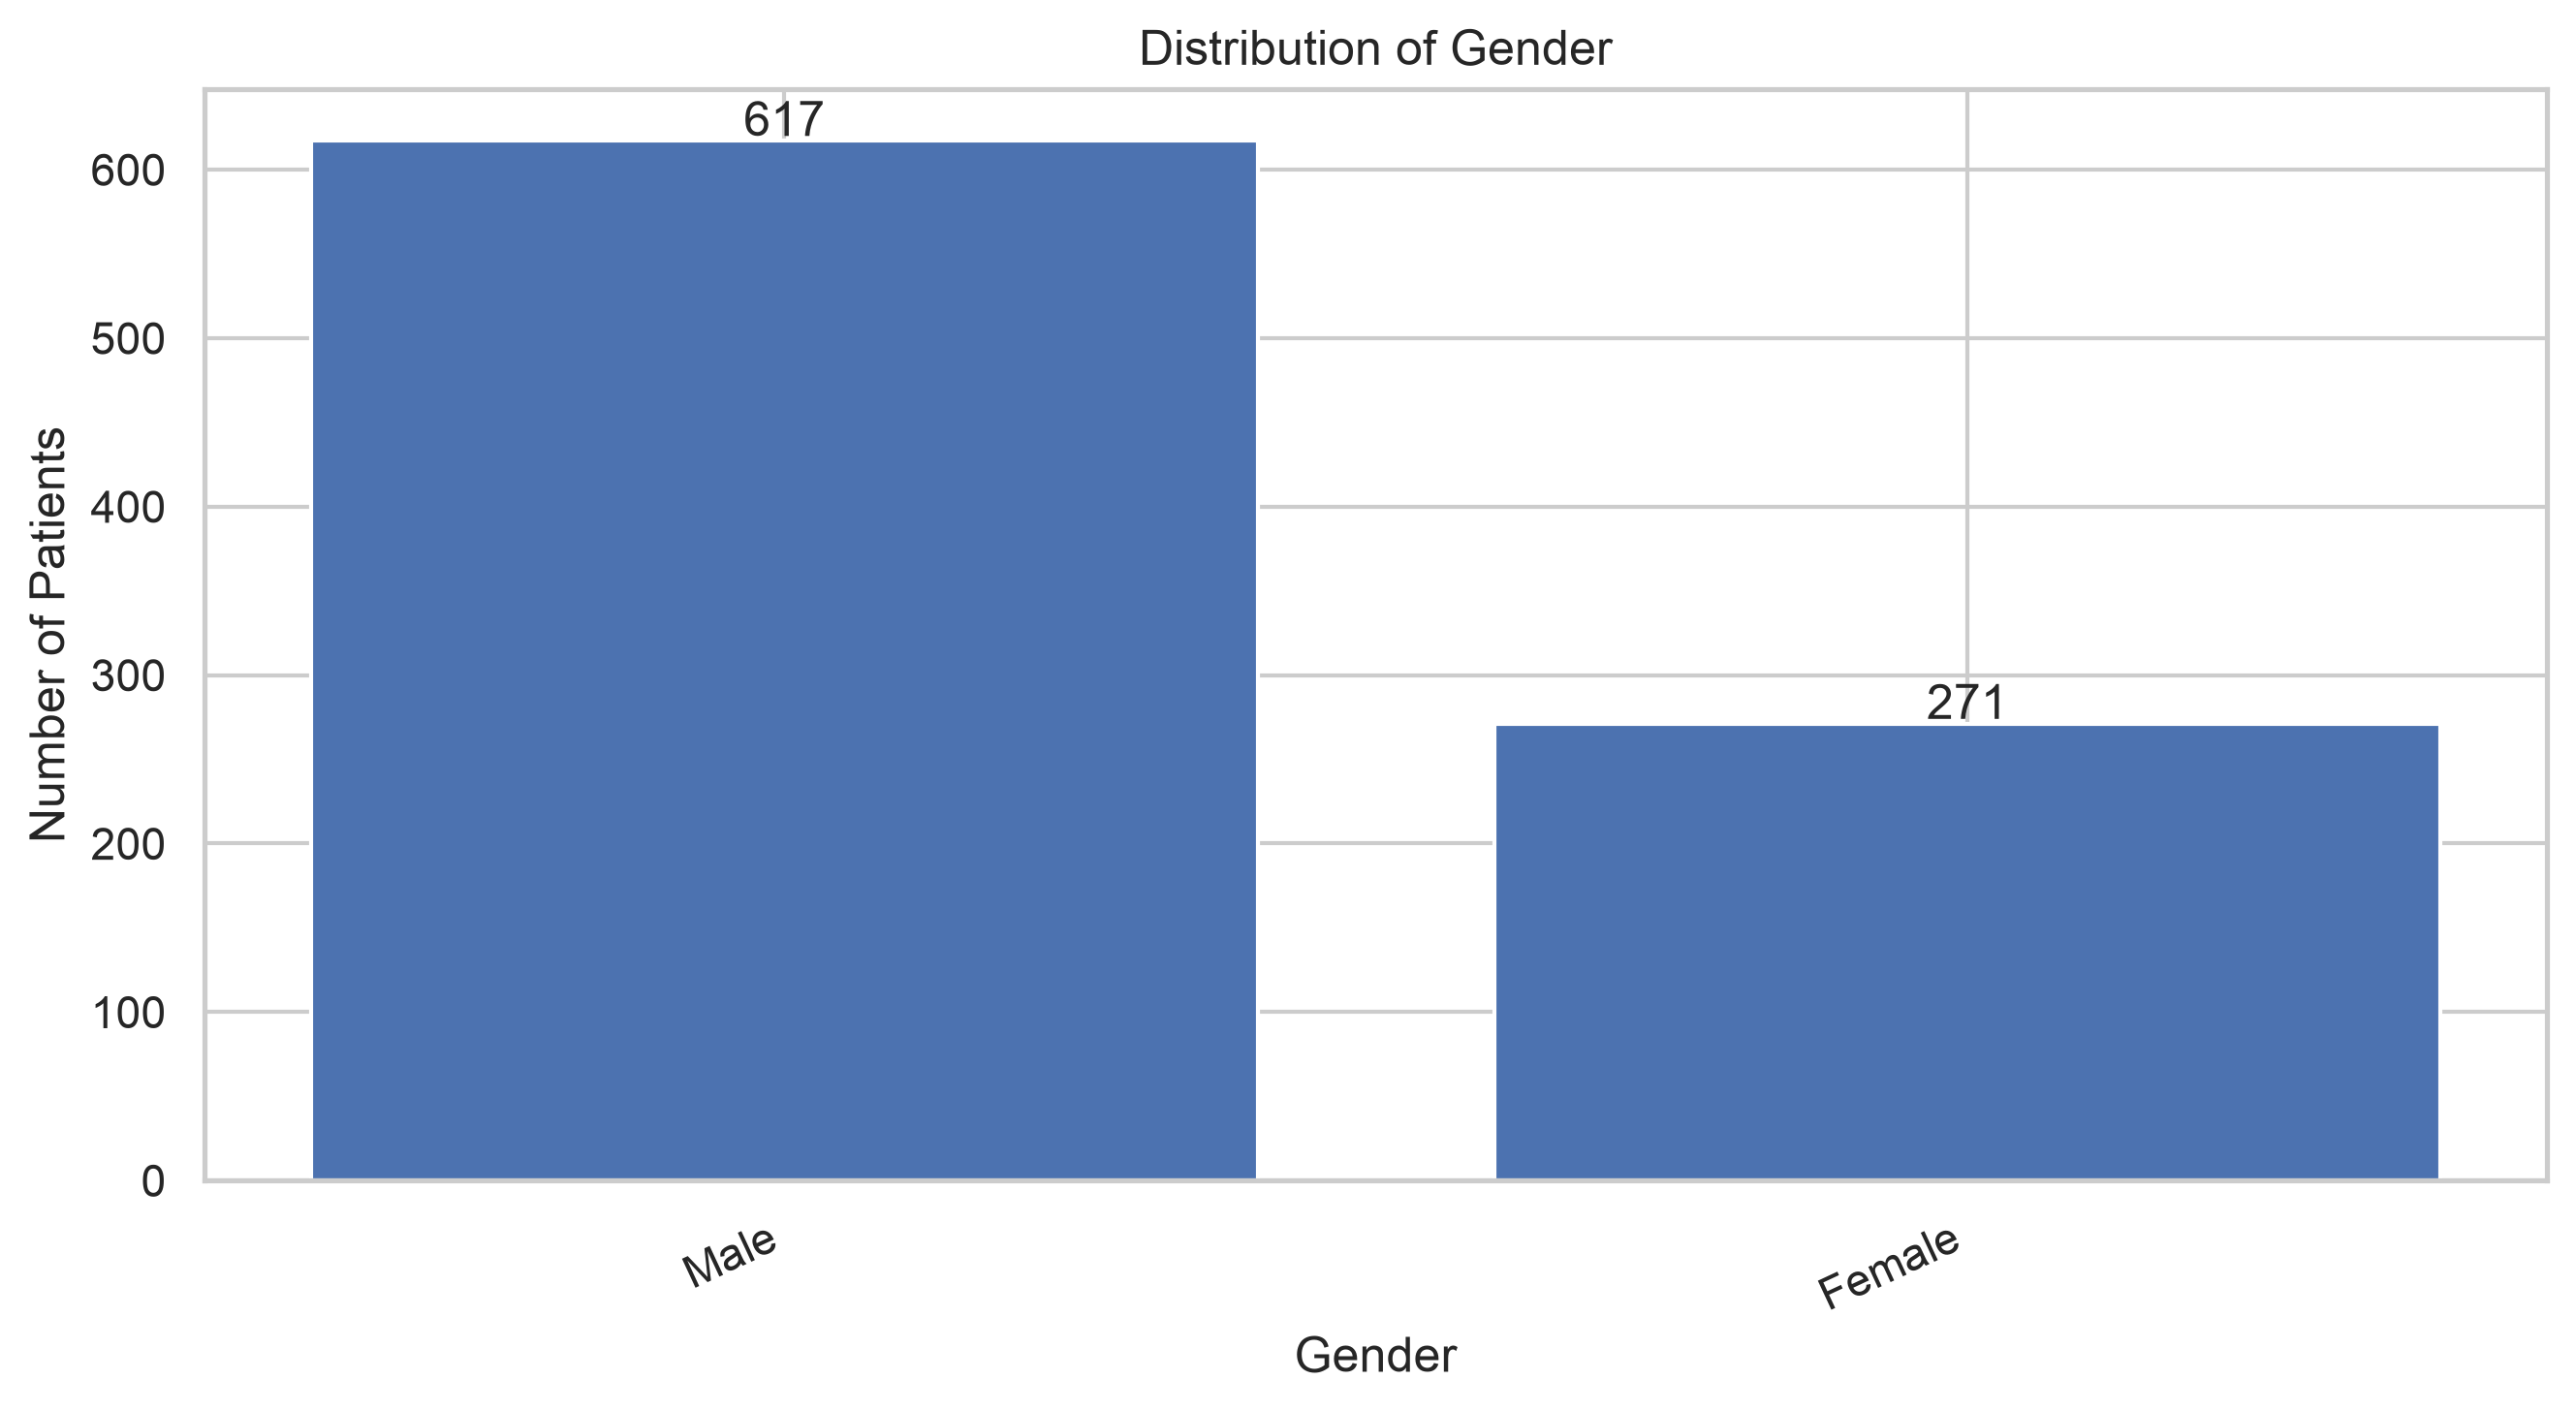 Distribution of Gender
617
600
500
400
300
271
200
100
0
Number of Patients
Male
Female
Gender